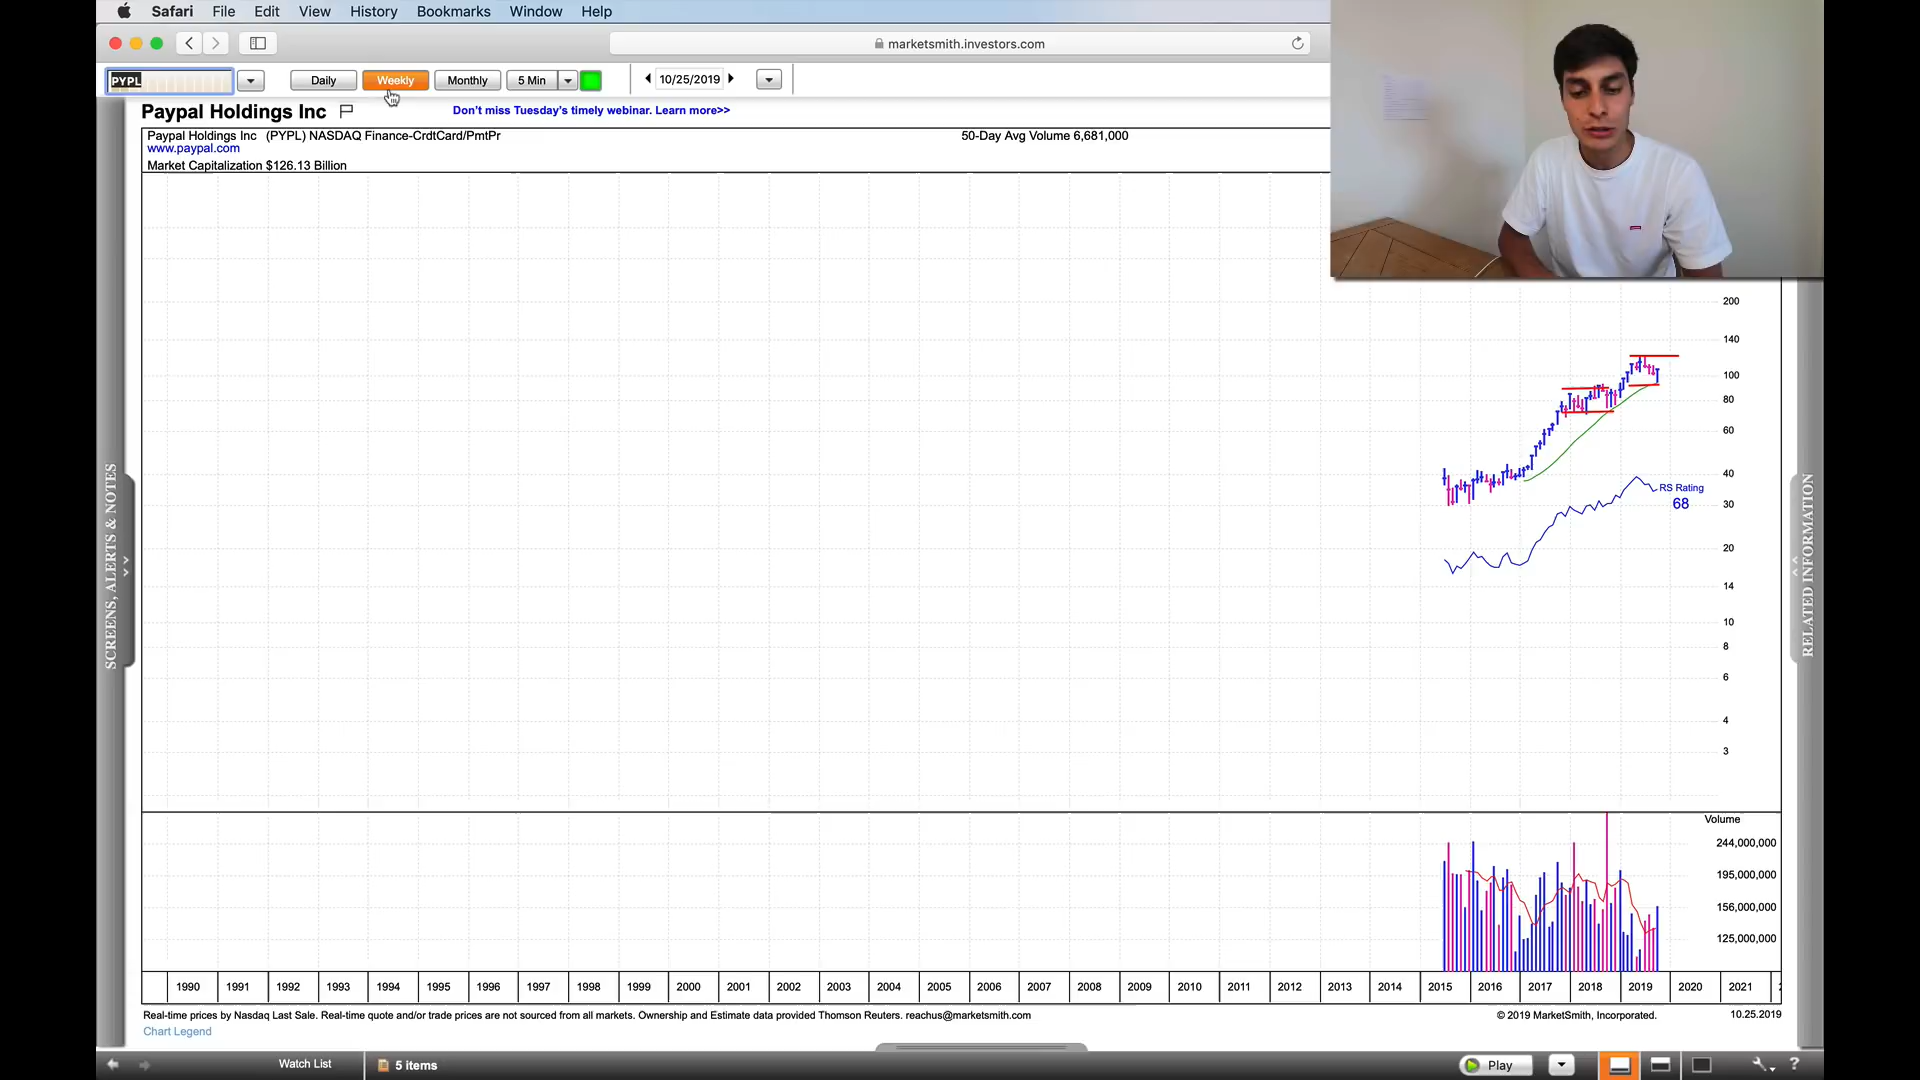 Safari File Edit View History Bookmarks Window Help
marketsmith.investors.com
PYPL Daily Weekly Monthly 5 Min 10/25/2019
Paypal Holdings Inc Don't miss Tuesday's timely webinar. Learn more>>
Paypal Holdings Inc (PYPL) NASDAQ Finance-CrdtCard/PmtPr 50-Day Avg Volume 6,681,000
www.paypal.com
Market Capitalization $126.13 Billion
200
140
100
80
60
40
RS Rating
68
30
20
14
10
8
6
4
3
SCREENS, ALERTS & NOTES
RELATED INFORMATION
Volume
244,000,000
195,000,000
156,000,000
125,000,000
1990 1991 1992 1993 1994 1995 1996 1997 1998 1999 2000 2001 2002 2003 2004 2005 2006 2007 2008 2009 2010 2011 2012 2013 2014 2015 2016 2017 2018 2019 2020 2021
Real-time prices by Nasdaq Last Sale. Real-time quote and/or trade prices are not sourced from all markets. Ownership and Estimate data provided Thomson Reuters. reachus@marketsmith.com © 2019 MarketSmith, Incorporated. 10.25.2019
Chart Legend
Watch List 5 items Play ?